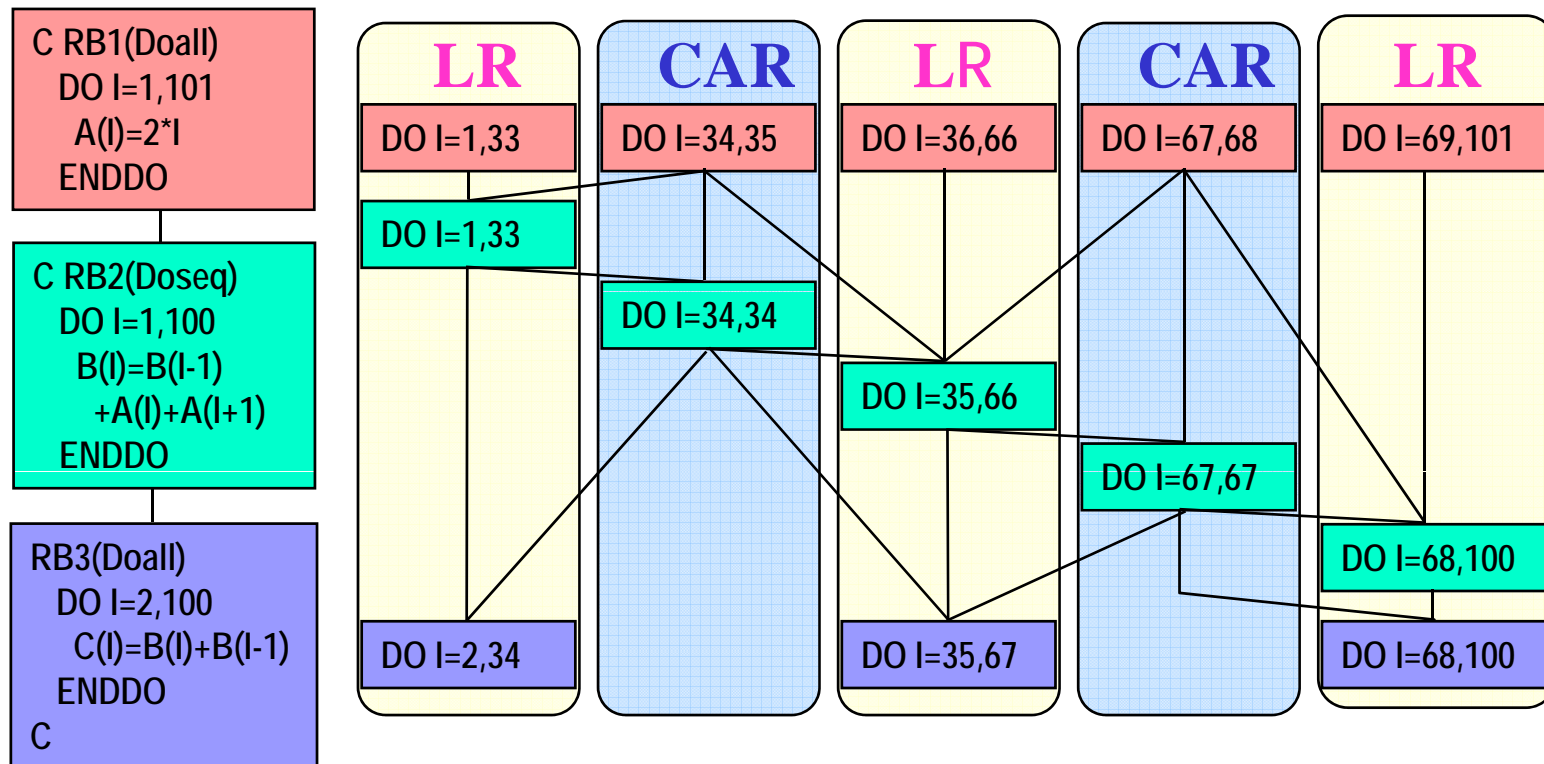 C RB1(Doall)
DO I=1,101
A(I)=2*I
ENDDO
C RB2(Doseq)
DO I=1,100
B(I)=B(I-1)
+A(I)+A(I+1)
ENDDO
RB3(Doall)
DO I=2,100
C(I)=B(I)+B(I-1)
ENDDO
C
LR
CAR
LR
CAR
LR
DO I=1,33
DO I=34,35
DO I=36,66
DO I=67,68
DO I=69,101
DO I=1,33
DO I=34,34
DO I=35,66
DO I=67,67
DO I=68,100
DO I=2,34
DO I=35,67
DO I=68,100